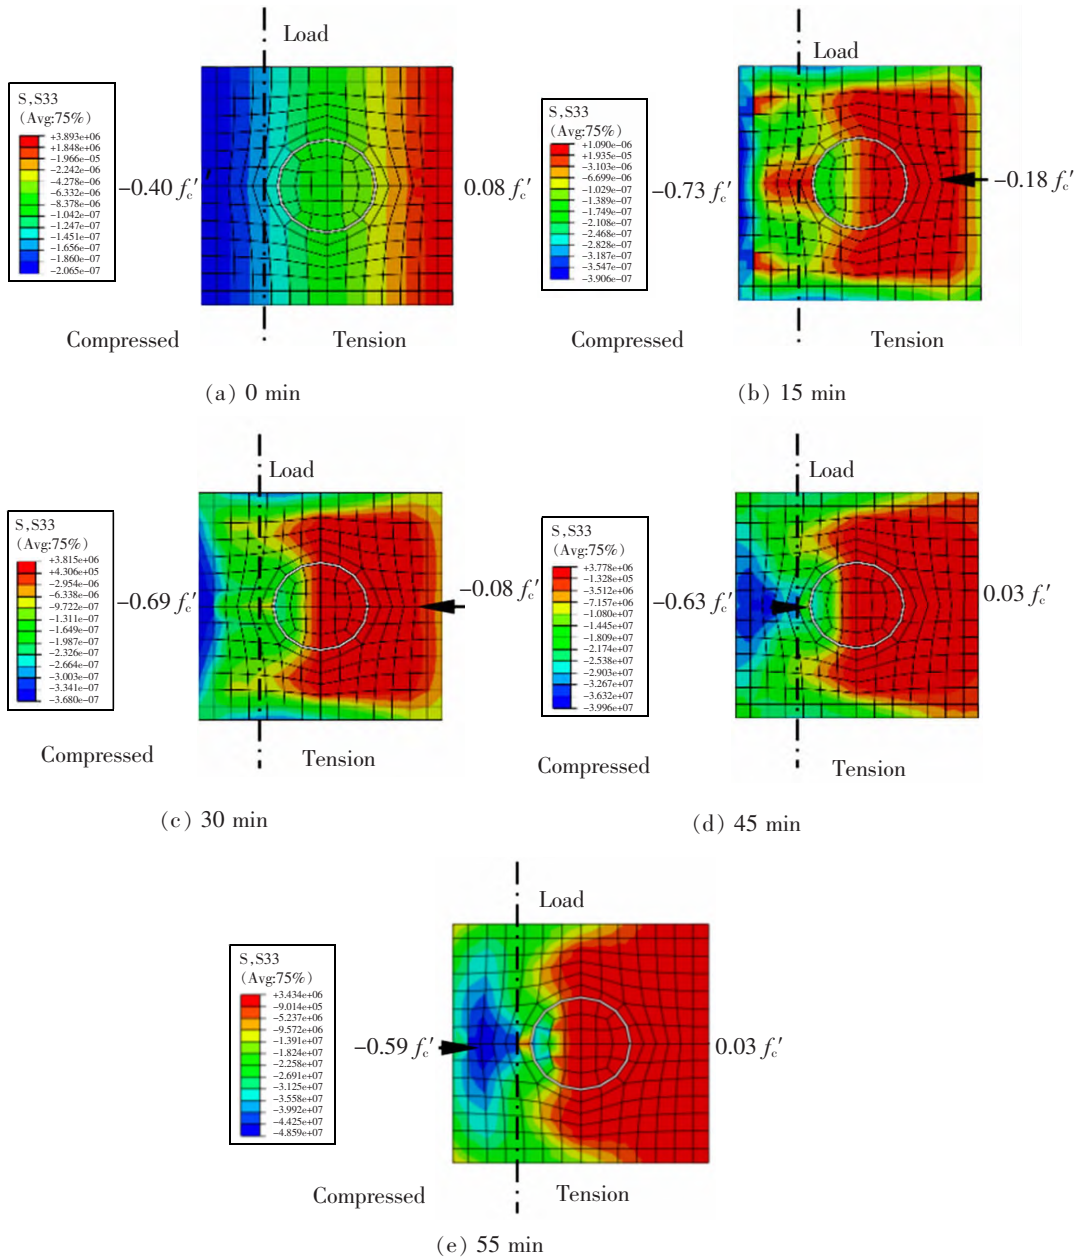 Load
S,S33
(Avg:75%)
+3.893e+06
+1.848e+06
-1.966e-05
-2.242e-06
-4.278e-06
-6.332e-06
-8.378e-06
-1.042e-07
-1.247e-07
-1.451e-07
-1.656e-07
-1.860e-07
-2.065e-07
-0.40 f′c
0.08 f′c
Compressed
Tension
(a) 0 min
Load
S,S33
(Avg:75%)
+1.090e-06
+1.935e-05
-3.103e-06
-6.699e-06
-1.029e-07
-1.389e-07
-1.749e-07
-2.108e-07
-2.468e-07
-2.828e-07
-3.187e-07
-3.547e-07
-3.906e-07
-0.73 f′c
-0.18 f′c
Compressed
Tension
(b) 15 min
Load
S,S33
(Avg:75%)
+3.815e+06
+4.306e+05
-2.954e-06
-6.338e-06
-9.722e-06
-1.311e-07
-1.649e-07
-1.987e-07
-2.326e-07
-2.664e-07
-3.003e-07
-3.341e-07
-3.680e-07
-0.69 f′c
-0.08 f′c
Compressed
Tension
(c) 30 min
Load
S,S33
(Avg:75%)
+3.778e+06
-1.328e+05
-3.512e+06
-7.157e+06
-1.080e+07
-1.445e+07
-1.809e+07
-2.174e+07
-2.538e+07
-2.903e+07
-3.267e+07
-3.632e+07
-3.996e+07
-0.63 f′c
0.03 f′c
Compressed
Tension
(d) 45 min
Load
S,S33
(Avg:75%)
+3.434e+06
-9.014e+05
-5.237e+06
-9.572e+06
-1.391e+07
-1.824e+07
-2.258e+07
-2.691e+07
-3.125e+07
-3.558e+07
-3.992e+07
-4.425e+07
-4.859e+07
-0.59 f′c
0.03 f′c
Compressed
Tension
(e) 55 min